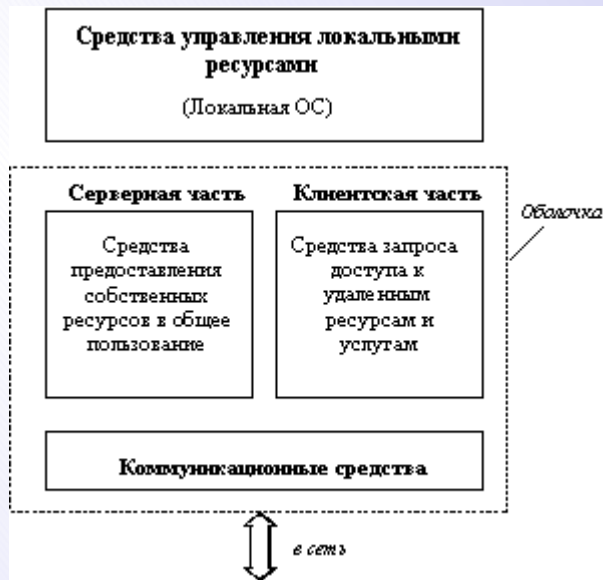 Средства управления локальными
ресурсами
(Локальная ОС)
Серверная часть
Клиентская часть
Оболочка
Средства
предоставления
собственных
ресурсов в общее
пользование
Средства запроса
доступа к
удаленным
ресурсам и
услугам
Коммуникационные средства
в сеть